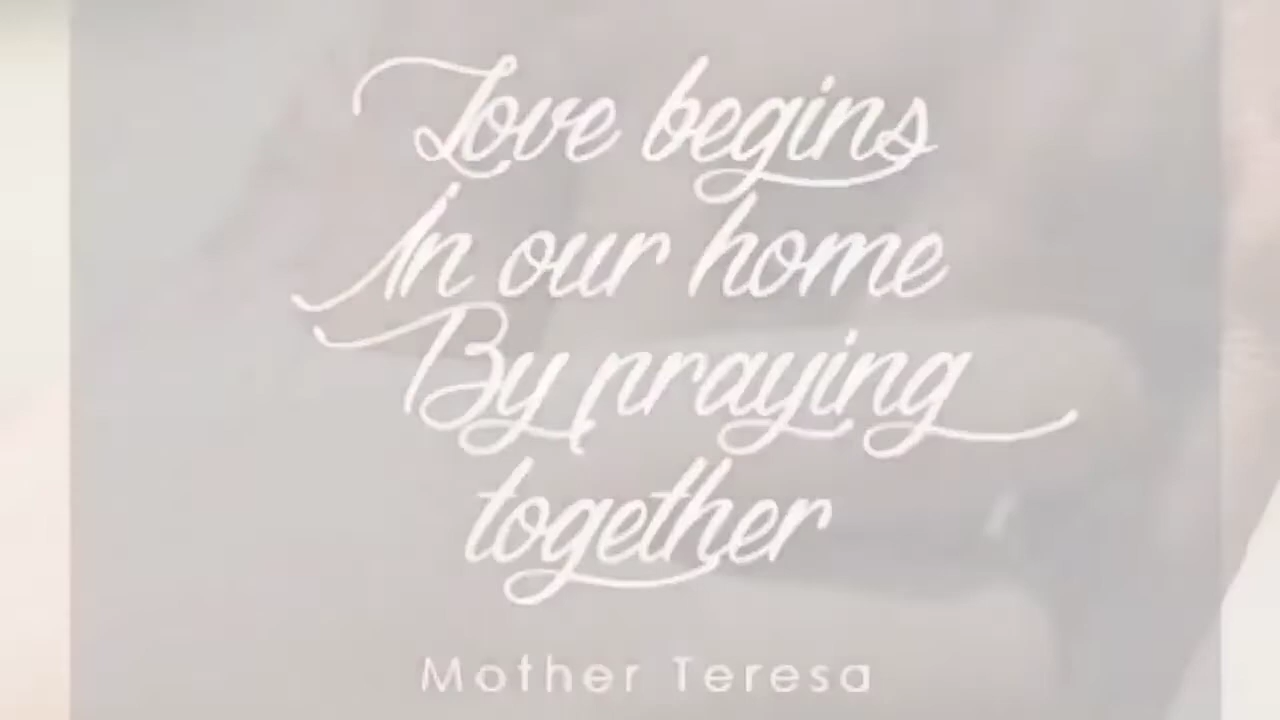 Love begins
In our home
By praying
together
Mother Teresa